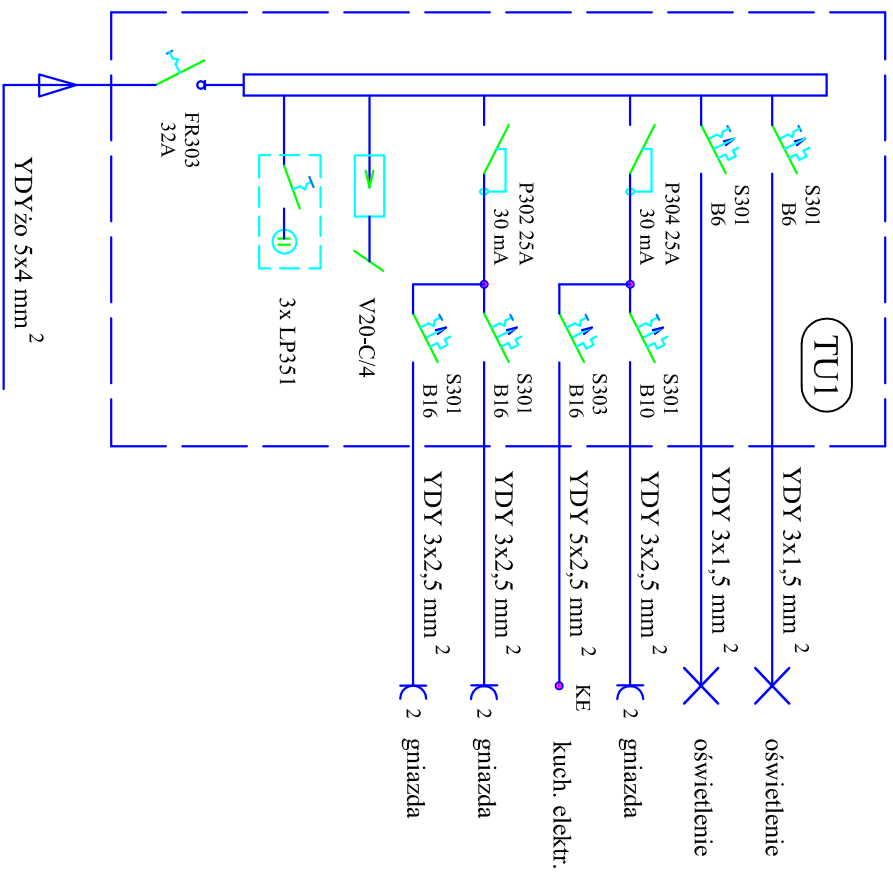 TU1
YDYżo 5x4 mm 2
FR303
32A
3x LP351
V20-C/4
P302 25A
30 mA
S301
B16
YDY 3x2,5 mm 2
2 gniazda
S301
B16
YDY 3x2,5 mm 2
2 gniazda
P304 25A
30 mA
S303
B16
YDY 5x2,5 mm 2
KE
kuch. elektr.
S301
B10
YDY 3x2,5 mm 2
2 gniazda
S301
B6
YDY 3x1,5 mm 2
oświetlenie
S301
B6
YDY 3x1,5 mm 2
oświetlenie